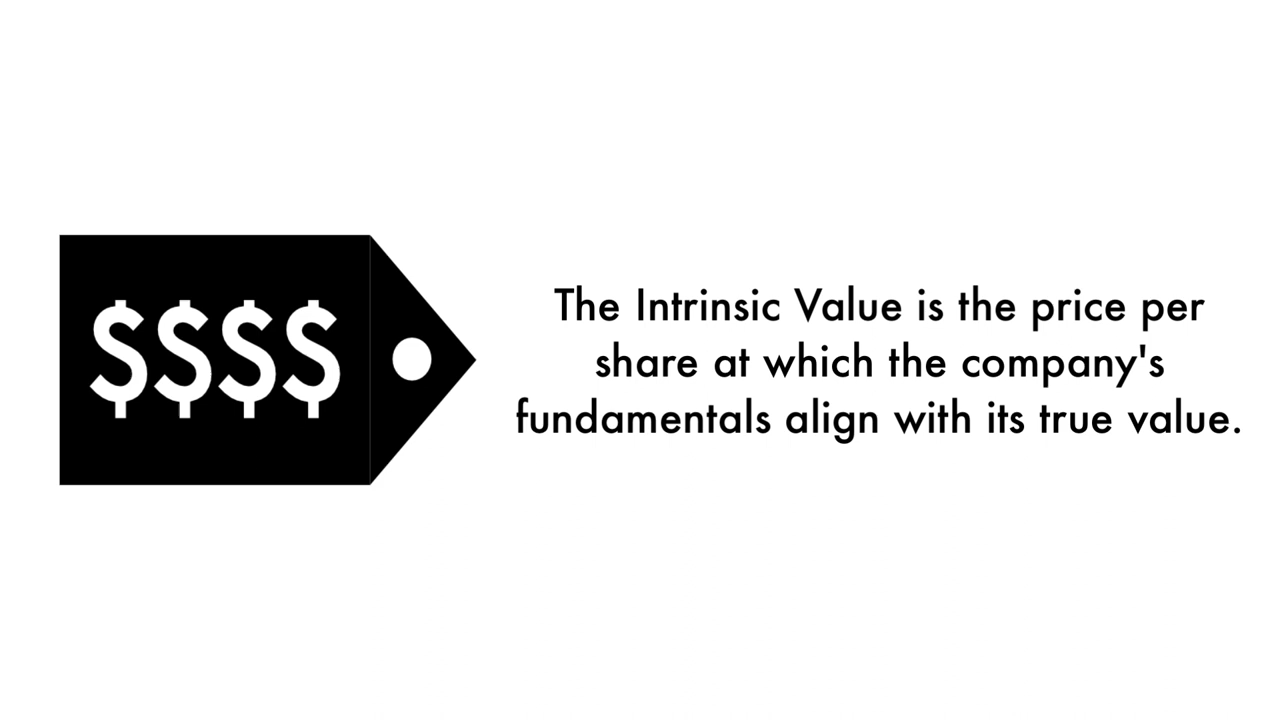 $$$$
The Intrinsic Value is the price per
share at which the company's
fundamentals align with its true value.